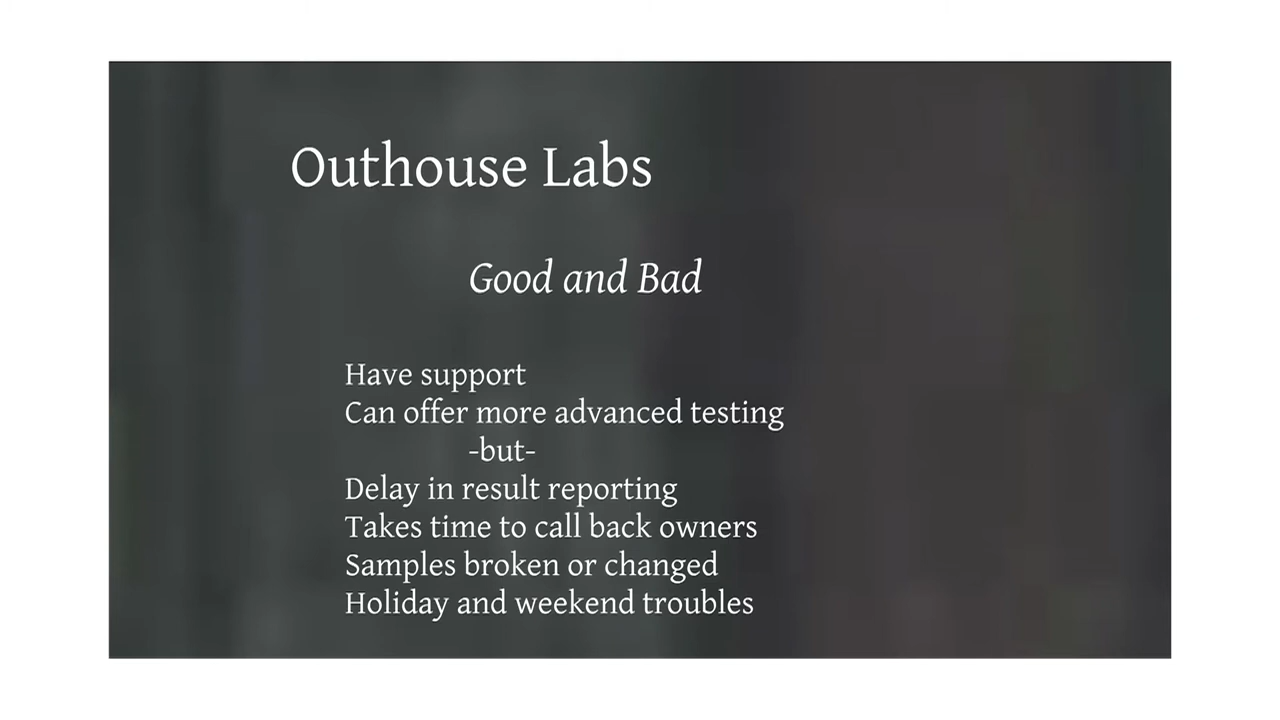 Outhouse Labs
Good and Bad
Have support
Can offer more advanced testing
-but-
Delay in result reporting
Takes time to call back owners
Samples broken or changed
Holiday and weekend troubles